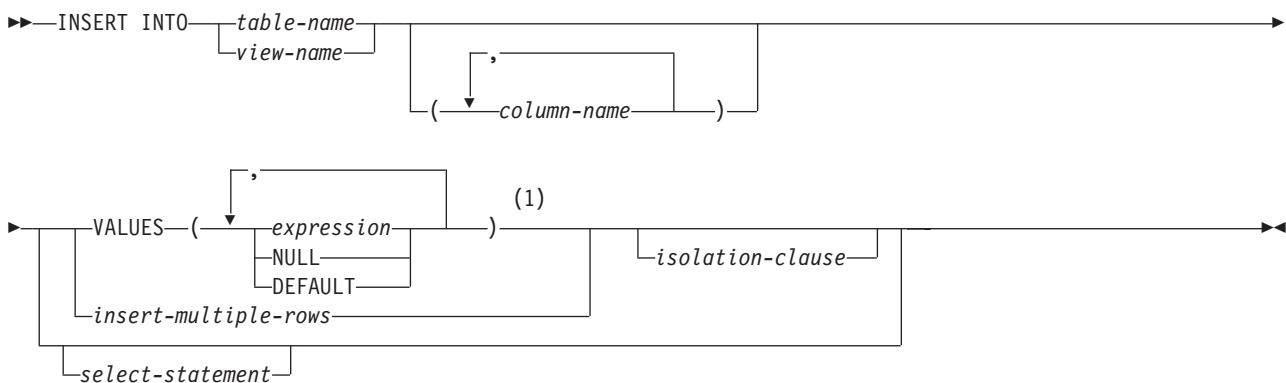 INSERT INTO table-name
view-name
,
( column-name )
,
(1)
VALUES ( expression )
NULL isolation-clause
DEFAULT
insert-multiple-rows
select-statement